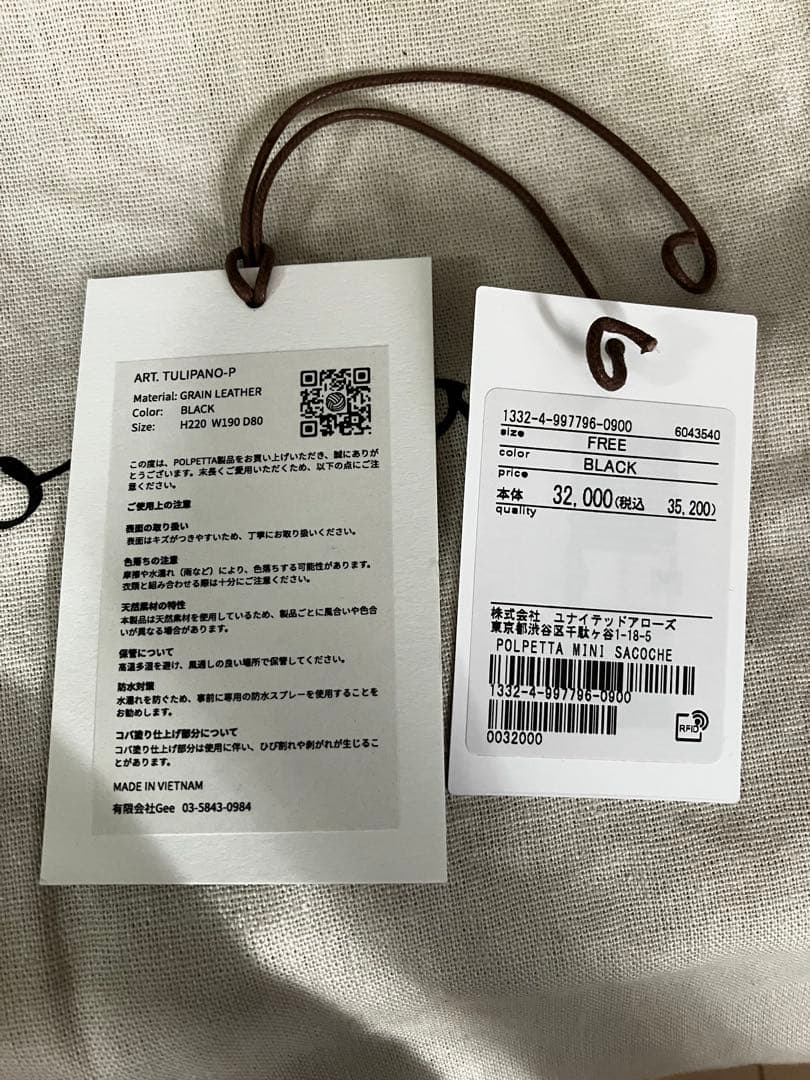 ART. TULIPANO-P
Material: GRAIN LEATHER
Color: BLACK
Size: H220 W190 D80
この度は、POLPETTA製品をお買い上げいただき、誠にありが
とうございます。末長くご愛用いただくため、以下の点にご注
意ください。
ご使用上の注意
表面の取り扱い
表面はキズがつきやすいため、丁寧にお取り扱いください。
色落ちの注意
摩擦や水濡れ（雨など）により、色落ちする可能性があります。
衣類と組み合わせる際は十分にご注意ください。
天然素材の特性
本製品は天然素材を使用しているため、製品ごとに風合いや色合
いが異なる場合があります。
保管について
高温多湿を避け、風通しの良い場所で保管してください。
防水対策
水濡れを防ぐため、事前に専用の防水スプレーを使用することを
お勧めします。
コバ塗り仕上げ部分について
コバ塗り仕上げ部分は使用に伴い、ひび割れや剥がれが生じるこ
とがあります。
MADE IN VIETNAM
有限会社Gee 03-5843-0984
1332-4-997796-0900 6043540
size FREE
color BLACK
price
本体 32,000(税込 35,200)
quality
株式会社 ユナイテッドアローズ
東京都渋谷区千駄ヶ谷1-18-5
POLPETTA MINI SACOCHE
1332-4-997796-0900
0032000
RFID